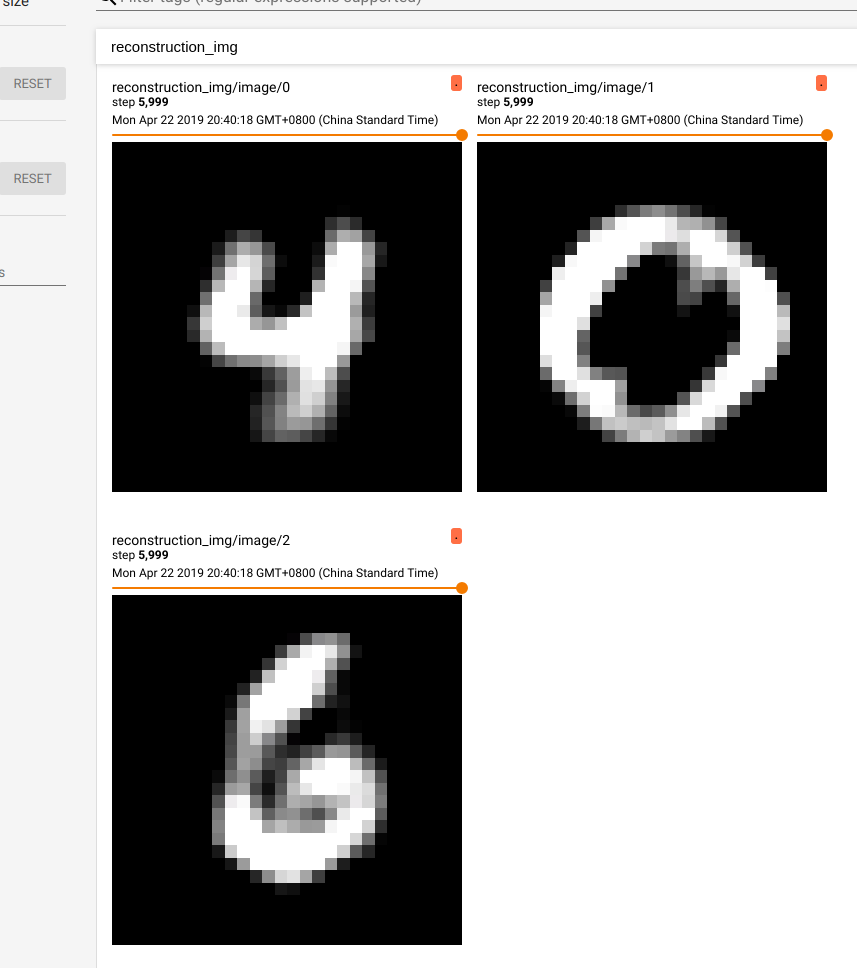 size
Filter tags (regular expressions supported)
RESET
RESET
s
reconstruction_img
reconstruction_img/image/0
.
step 5,999
Mon Apr 22 2019 20:40:18 GMT+0800 (China Standard Time)
4
reconstruction_img/image/1
.
step 5,999
Mon Apr 22 2019 20:40:18 GMT+0800 (China Standard Time)
0
reconstruction_img/image/2
.
step 5,999
Mon Apr 22 2019 20:40:18 GMT+0800 (China Standard Time)
6